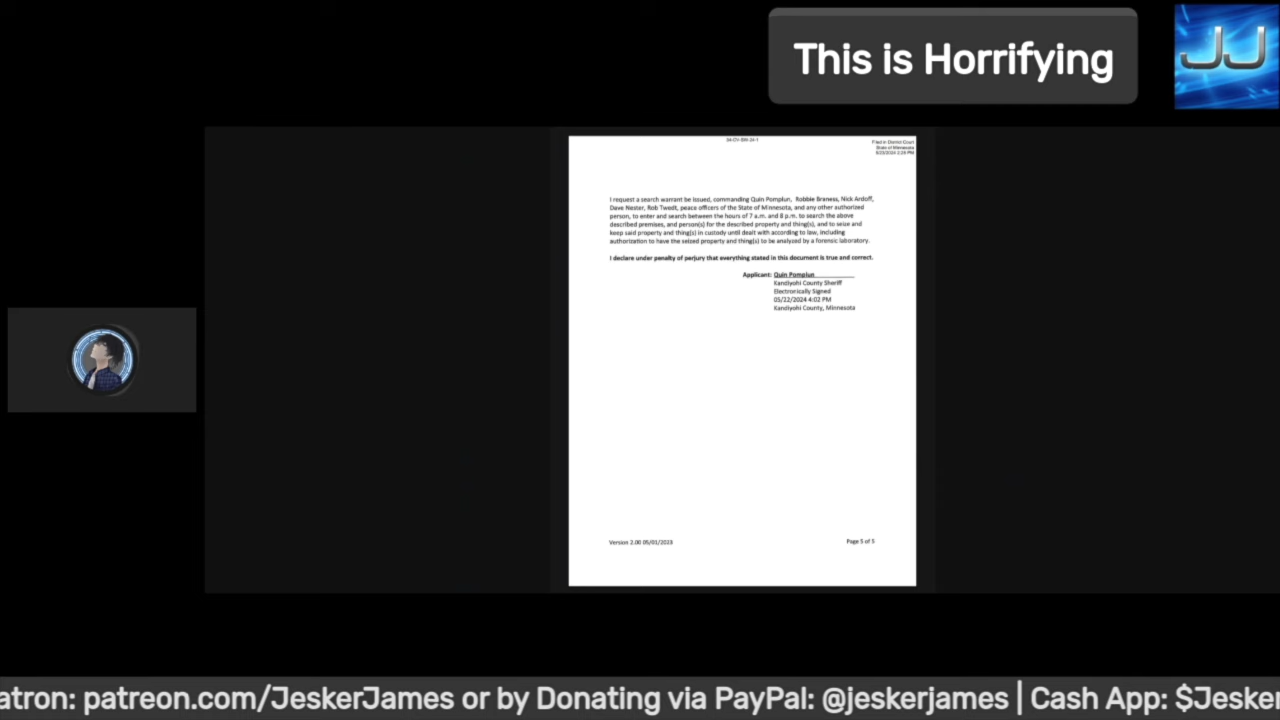 This is Horrifying
JJ
Filed in District Court
State of Minnesota
I request a search warrant be issued, commanding Quin Pomplun, Robbie Braness, Nick Ardoff,
Dave Nester, Rob Twedt, peace officers of the State of Minnesota, and any other authorized
person, to enter and search between the hours of 7 a.m. and 8 p.m. to search the above
described premises, and person(s) for the described property and thing(s), and to seize and
keep said property and thing(s) in custody until dealt with according to law, including
authorization to have the seized property and thing(s) to be analyzed by a forensic laboratory.
I declare under penalty of perjury that everything stated in this document is true and correct.
Applicant: Quin Pomplun
Kandiyohi County Sheriff
Electronically Signed
05/22/2024 4:02 PM
Kandiyohi County, Minnesota
Version 2.00 05/01/2023 Page 5 of 5
atron: patreon.com/JeskerJames or by Donating via PayPal: @jeskerjames | Cash App: $Jesker